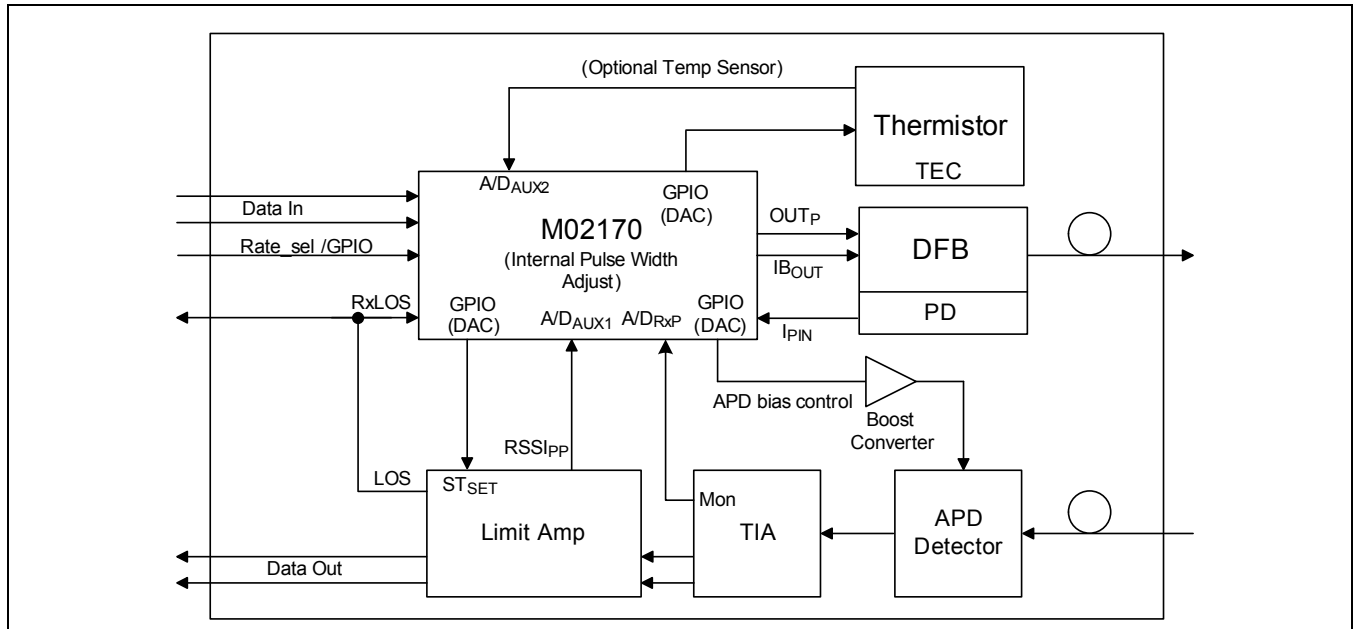 (Optional Temp Sensor)
Thermistor
TEC
A/DAUX2
GPIO
(DAC)
Data In
M02170
(Internal Pulse Width
Adjust)
OUTP
DFB
Rate_sel /GPIO
IBOUT
RxLOS
GPIO
(DAC)
A/DAUX1
A/DRxP
GPIO
(DAC)
IPIN
PD
APD bias control
Boost
Converter
RSSIPP
LOS
STSET
Limit Amp
Mon
TIA
APD
Detector
Data Out